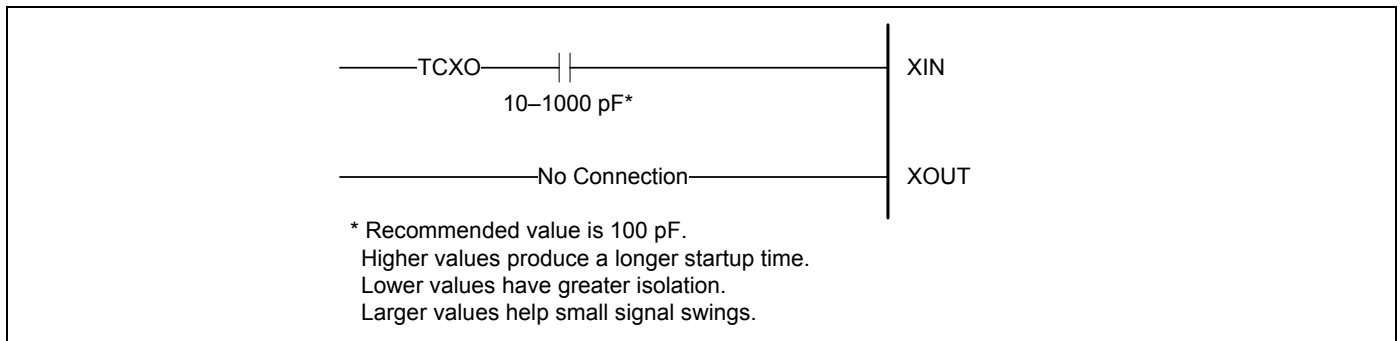 TCXO
XIN
10–1000 pF*
No Connection
XOUT
* Recommended value is 100 pF.
Higher values produce a longer startup time.
Lower values have greater isolation.
Larger values help small signal swings.